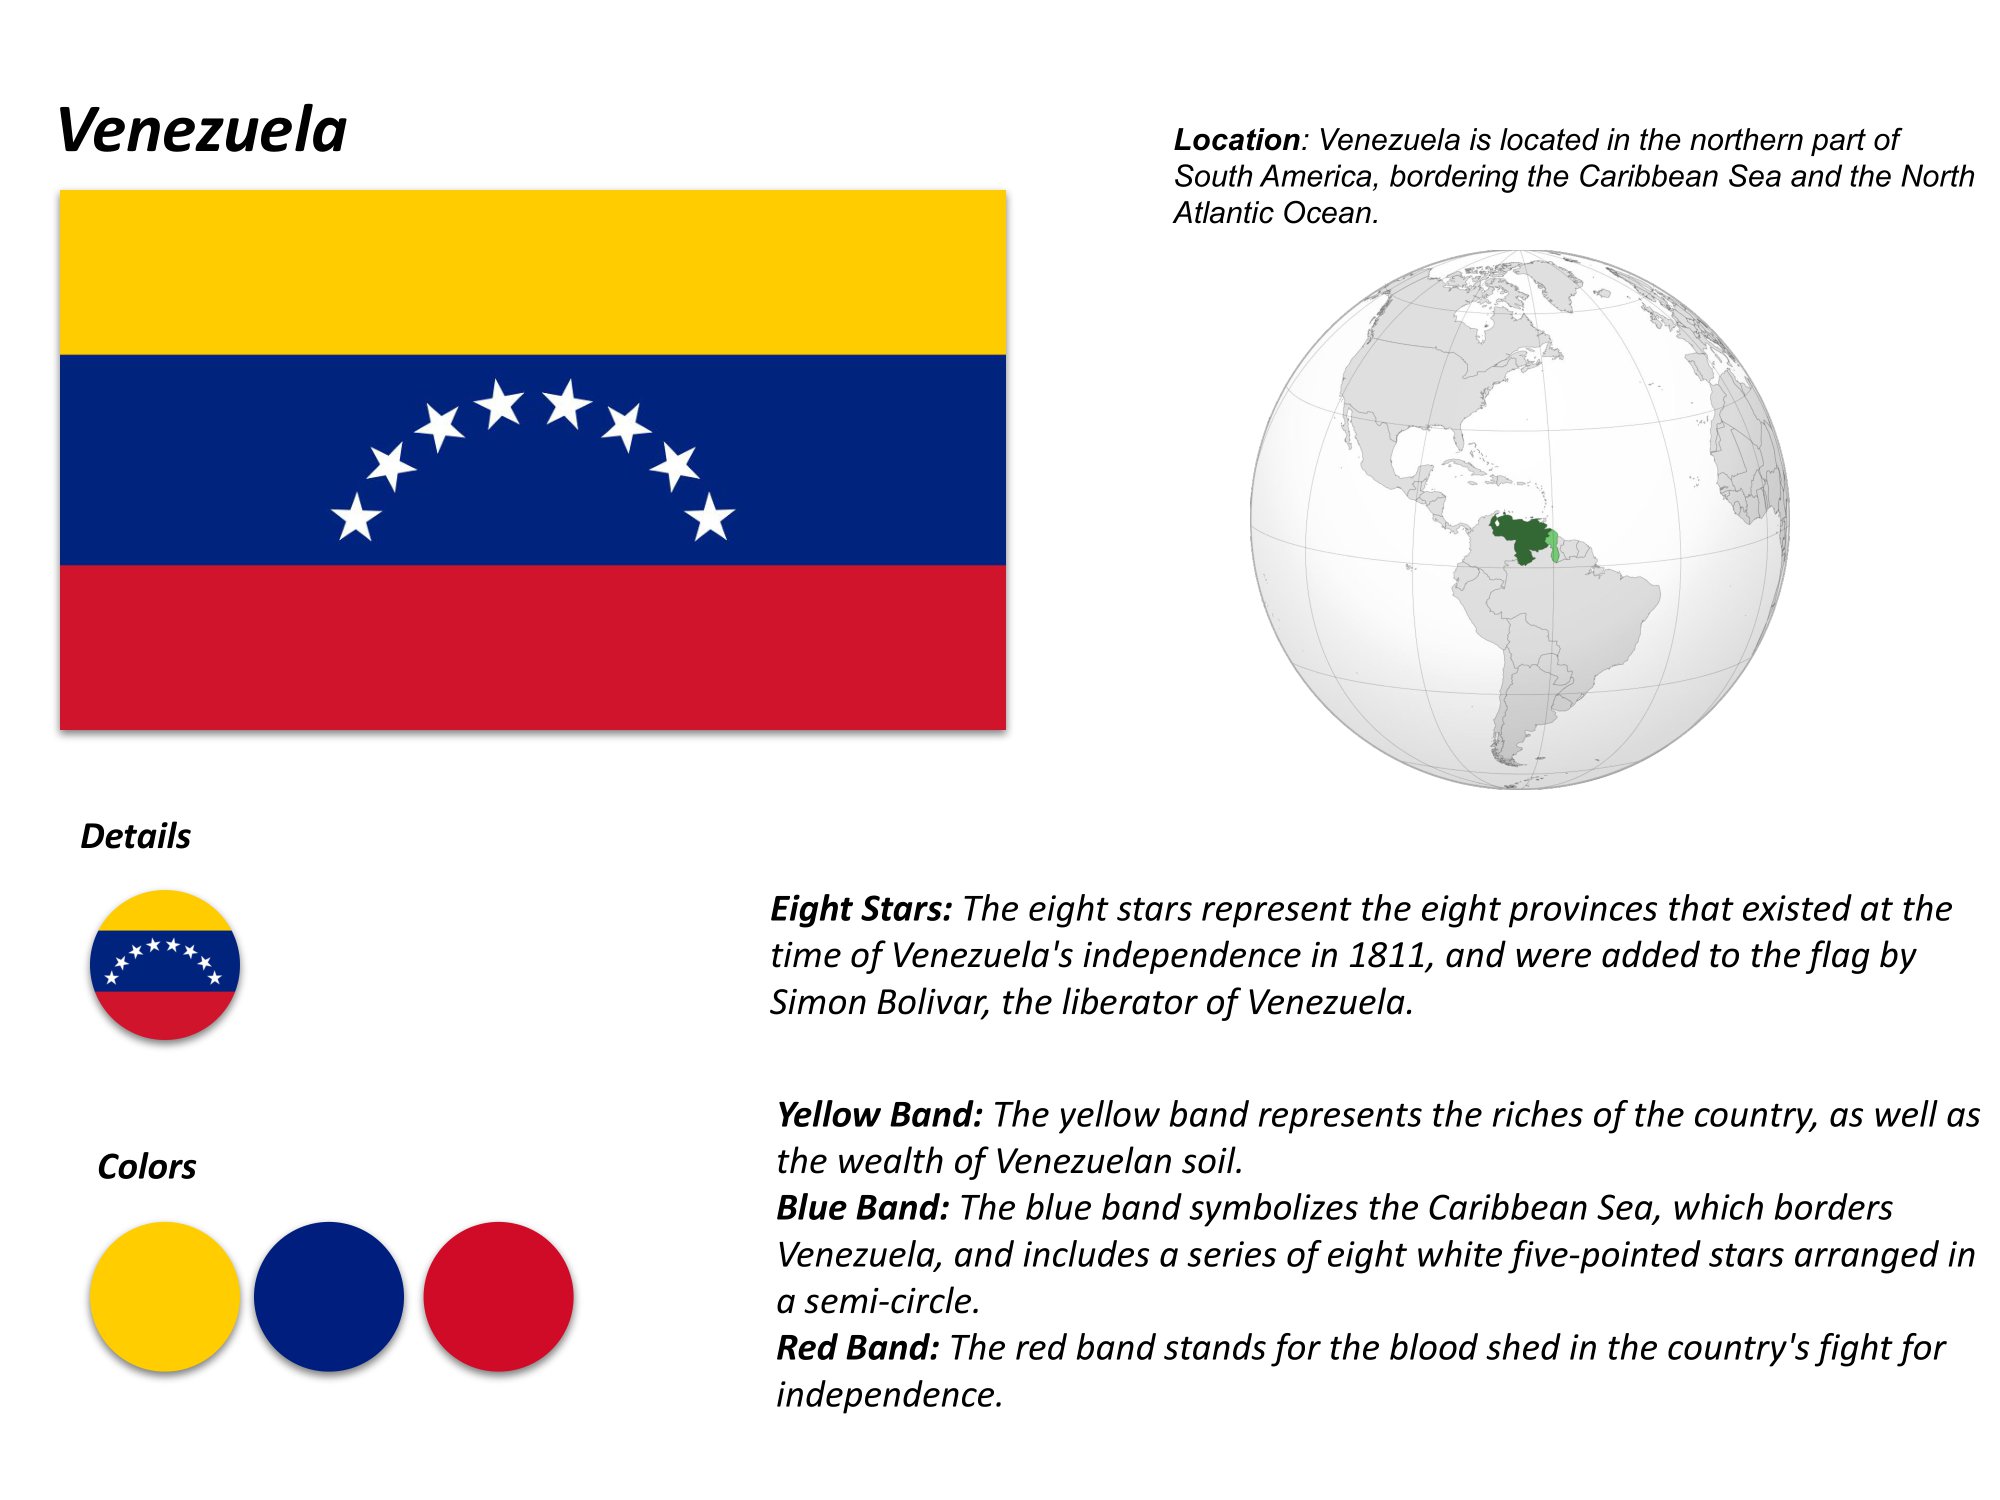 Venezuela
Location: Venezuela is located in the northern part of
South America, bordering the Caribbean Sea and the North
Atlantic Ocean.
Details
Eight Stars: The eight stars represent the eight provinces that existed at the
time of Venezuela's independence in 1811, and were added to the flag by
Simon Bolivar, the liberator of Venezuela.
Colors
Yellow Band: The yellow band represents the riches of the country, as well as
the wealth of Venezuelan soil.
Blue Band: The blue band symbolizes the Caribbean Sea, which borders
Venezuela, and includes a series of eight white five-pointed stars arranged in
a semi-circle.
Red Band: The red band stands for the blood shed in the country's fight for
independence.